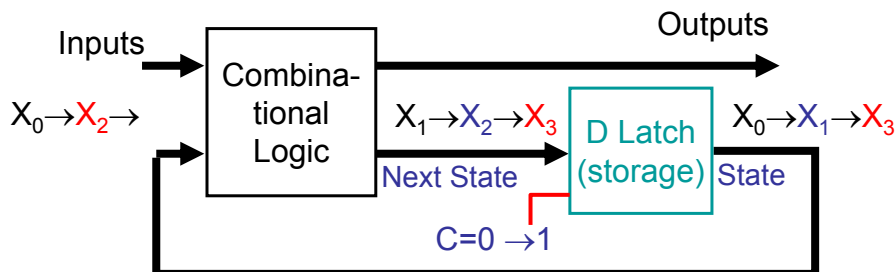 Inputs
Outputs
Combina-
tional
Logic
X₀→X₂→
X₁→X₂→X₃
D Latch
(storage)
X₀→X₁→X₃
Next State
State
C=0→1